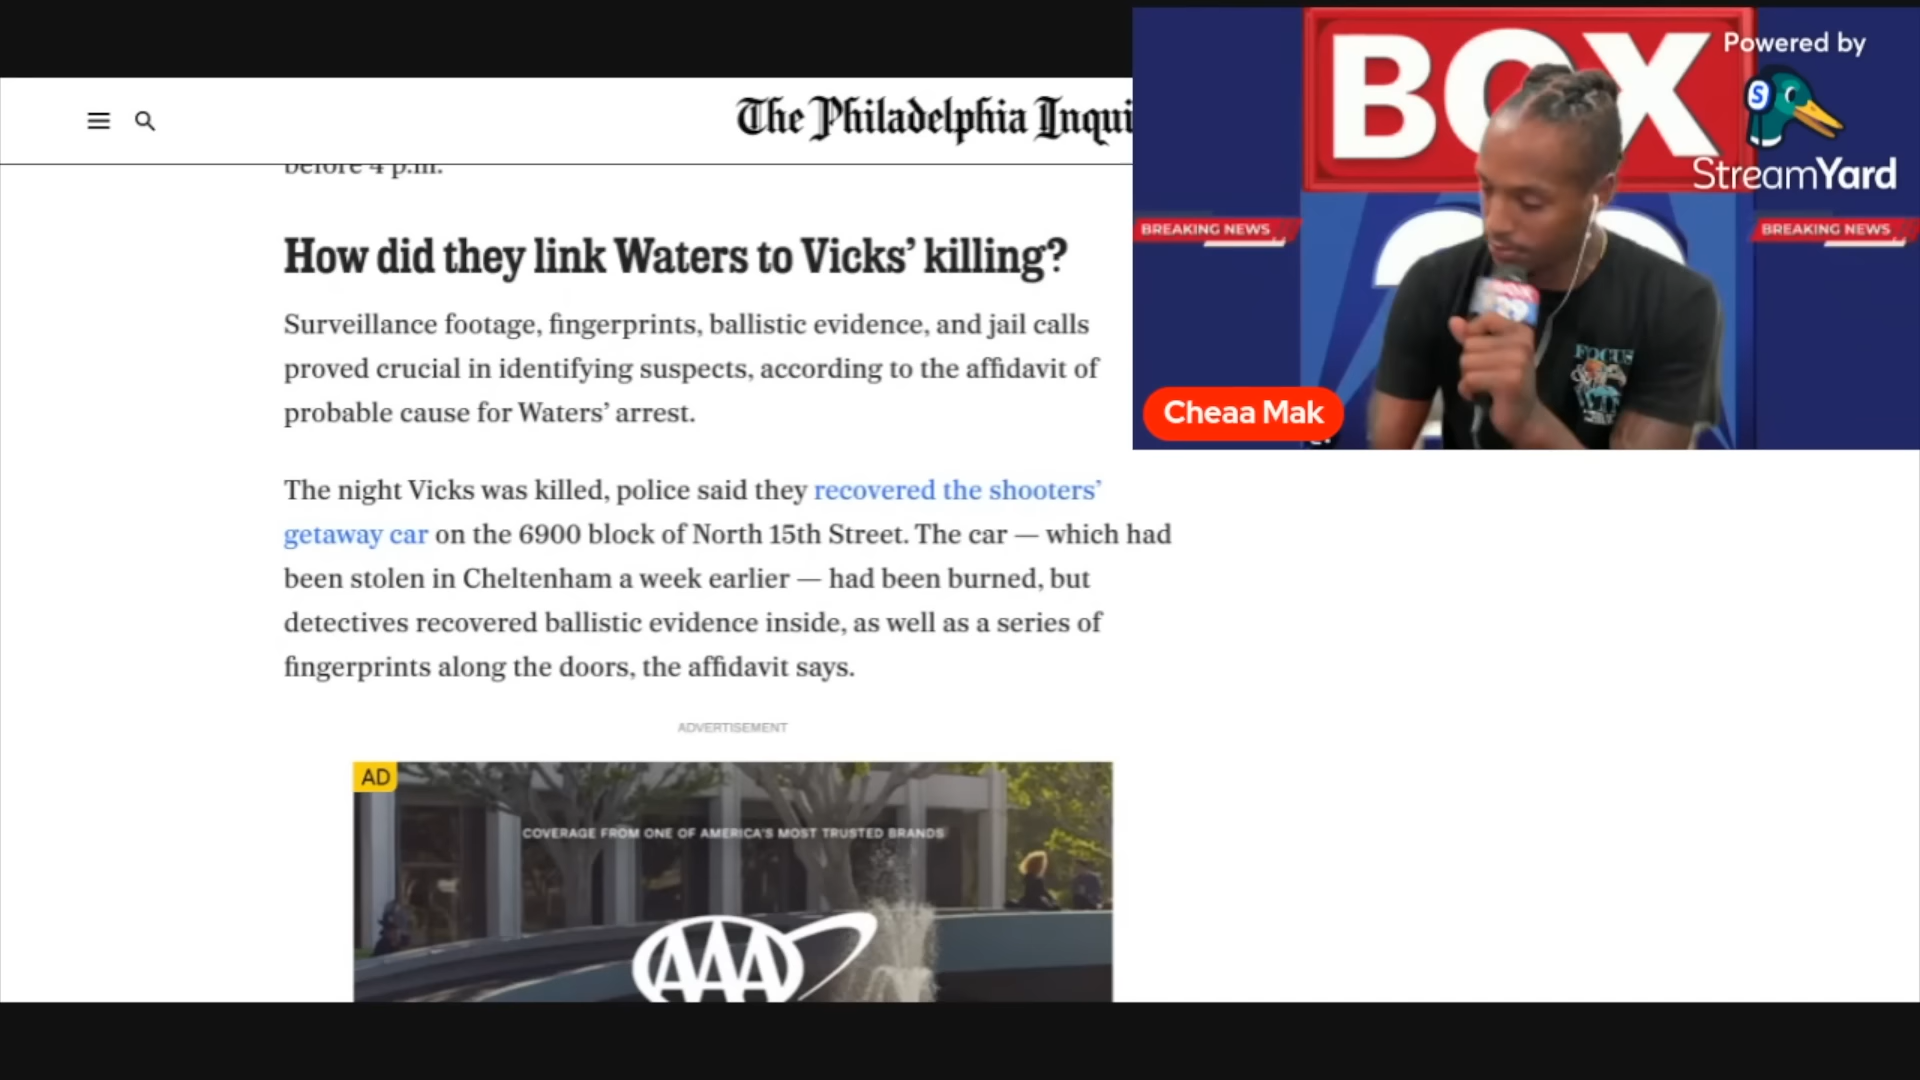 The Philadelphia Inqui
before 4 p.m.
How did they link Waters to Vicks’ killing?
Surveillance footage, fingerprints, ballistic evidence, and jail calls
proved crucial in identifying suspects, according to the affidavit of
probable cause for Waters’ arrest.
The night Vicks was killed, police said they recovered the shooters’
getaway car on the 6900 block of North 15th Street. The car — which had
been stolen in Cheltenham a week earlier — had been burned, but
detectives recovered ballistic evidence inside, as well as a series of
fingerprints along the doors, the affidavit says.
ADVERTISEMENT
AD
COVERAGE FROM ONE OF AMERICA'S MOST TRUSTED BRANDS
AAA
BOX
Powered by
S
StreamYard
BREAKING NEWS
BREAKING NEWS
BOX
FOCUS
Cheaa Mak